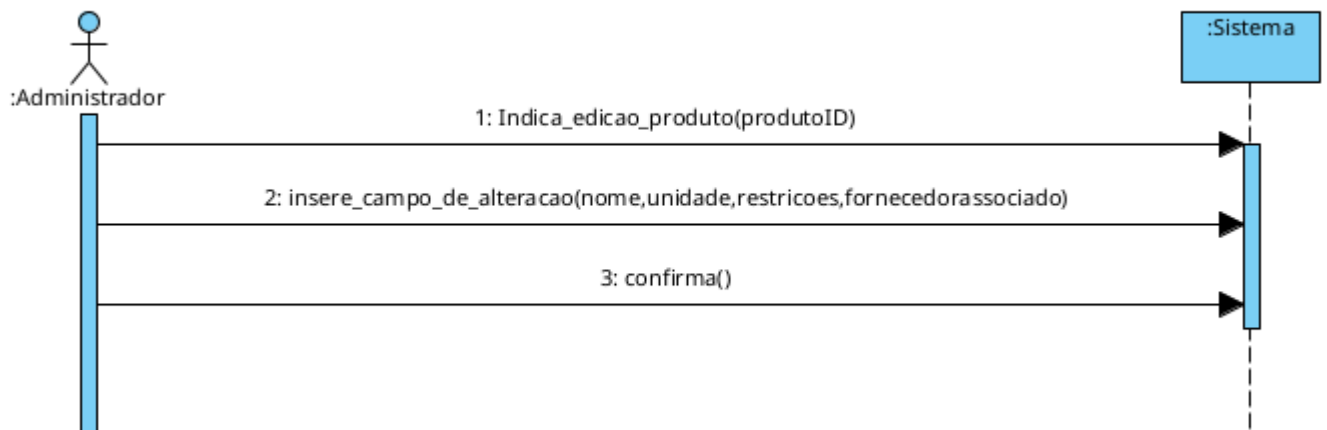 :Sistema
:Administrador
1: Indica_edicao_produto(produtoID)
2: insere_campo_de_alteracao(nome,unidade,restricoes,fornecedorassociado)
3: confirma()